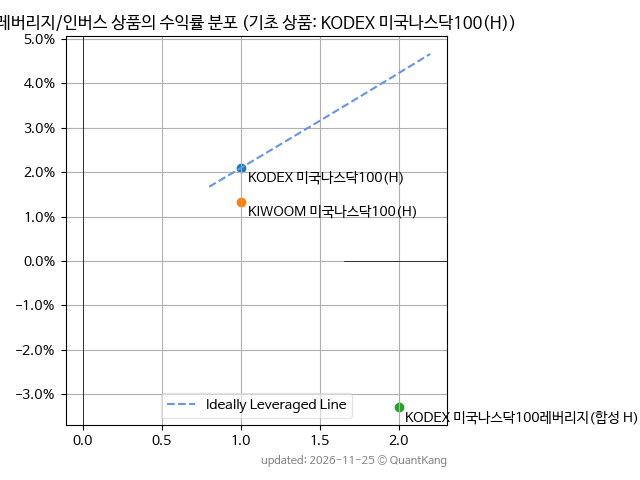 레버리지/인버스 상품의 수익률 분포 (기초 상품: KODEX 미국나스닥100(H))
5.0%
4.0%
3.0%
2.0%
1.0%
0.0%
-1.0%
-2.0%
-3.0%
KODEX 미국나스닥100(H)
KIWOOM 미국나스닥100(H)
KODEX 미국나스닥100레버리지(합성 H)
Ideally Leveraged Line
0.0 0.5 1.0 1.5 2.0
updated: 2026-11-25 © QuantKang